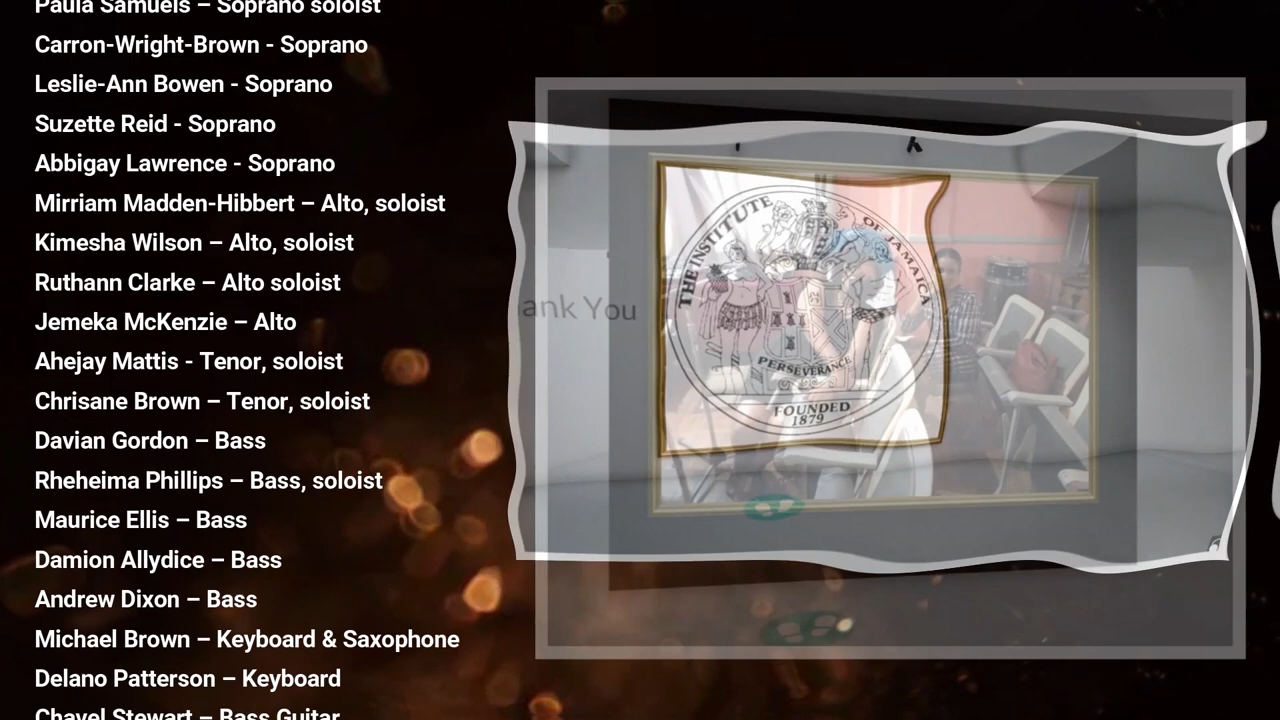 Paula Samuels – Soprano soloist
Carron-Wright-Brown - Soprano
Leslie-Ann Bowen - Soprano
Suzette Reid - Soprano
Abbigay Lawrence - Soprano
Mirriam Madden-Hibbert – Alto, soloist
Kimesha Wilson – Alto, soloist
Ruthann Clarke – Alto soloist
Jemeka McKenzie – Alto
Ahejay Mattis - Tenor, soloist
Chrisane Brown – Tenor, soloist
Davian Gordon – Bass
Rheheima Phillips – Bass, soloist
Maurice Ellis – Bass
Damion Allydice – Bass
Andrew Dixon – Bass
Michael Brown – Keyboard & Saxophone
Delano Patterson – Keyboard
Chavel Stewart – Bass Guitar
ank You
THE INSTITUTE OF JAMAICA
PERSEVERANCE
FOUNDED
1879